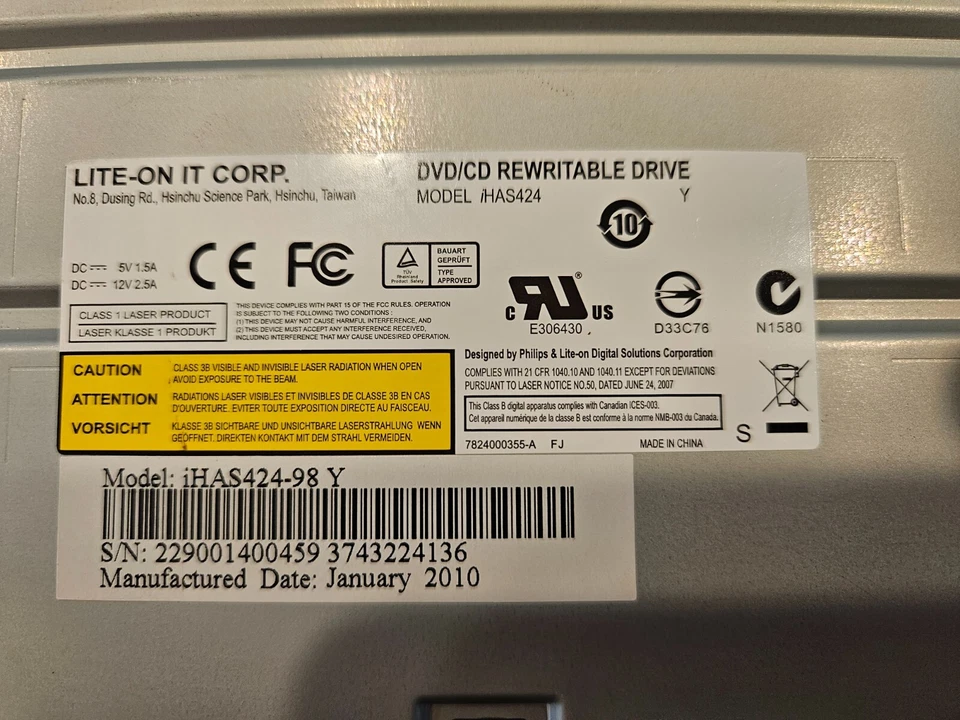 LITE-ON IT CORP.
No.8, Dusing Rd., Hsinchu Science Park, Hsinchu, Taiwan
DVD/CD REWRITABLE DRIVE
MODEL iHAS424 Y
10
DC 5V 1.5A
DC 12V 2.5A
CE FC
TÜV
Rheinland
Product Safety
BAUART
GEPRÜFT
TYPE
APPROVED
CLASS 1 LASER PRODUCT
LASER KLASSE 1 PRODUKT
THIS DEVICE COMPLIES WITH PART 15 OF THE FCC RULES. OPERATION
IS SUBJECT TO THE FOLLOWING TWO CONDITIONS :
(1) THIS DEVICE MAY NOT CAUSE HARMFUL INTERFERENCE, AND
(2) THIS DEVICE MUST ACCEPT ANY INTERFERENCE RECEIVED,
INCLUDING INTERFERENCE THAT MAY CAUSE UNDESIRED OPERATION.
c RU US ®
E306430
D33C76
N1580
CAUTION CLASS 3B VISIBLE AND INVISIBLE LASER RADIATION WHEN OPEN
AVOID EXPOSURE TO THE BEAM.
ATTENTION RADIATIONS LASER VISIBLES ET INVISIBLES DE CLASSE 3B EN CAS
D'OUVERTURE. EVITER TOUTE EXPOSITION DIRECTE AU FAISCEAU.
VORSICHT KLASSE 3B SICHTBARE UND UNSICHTBARE LASERSTRAHLUNG WENN
GEÖFFNET. DIREKTEN KONTAKT MIT DEM STRAHL VERMEIDEN.
Designed by Philips & Lite-on Digital Solutions Corporation
COMPLIES WITH 21 CFR 1040.10 AND 1040.11 EXCEPT FOR DEVIATIONS
PURSUANT TO LASER NOTICE NO.50, DATED JUNE 24, 2007
This Class B digital apparatus complies with Canadian ICES-003.
Cet appareil numérique de la classe B est conforme à la norme NMB-003 du Canada.
7824000355-A FJ MADE IN CHINA
S
Model: iHAS424-98 Y
S/N: 229001400459 3743224136
Manufactured Date: January 2010